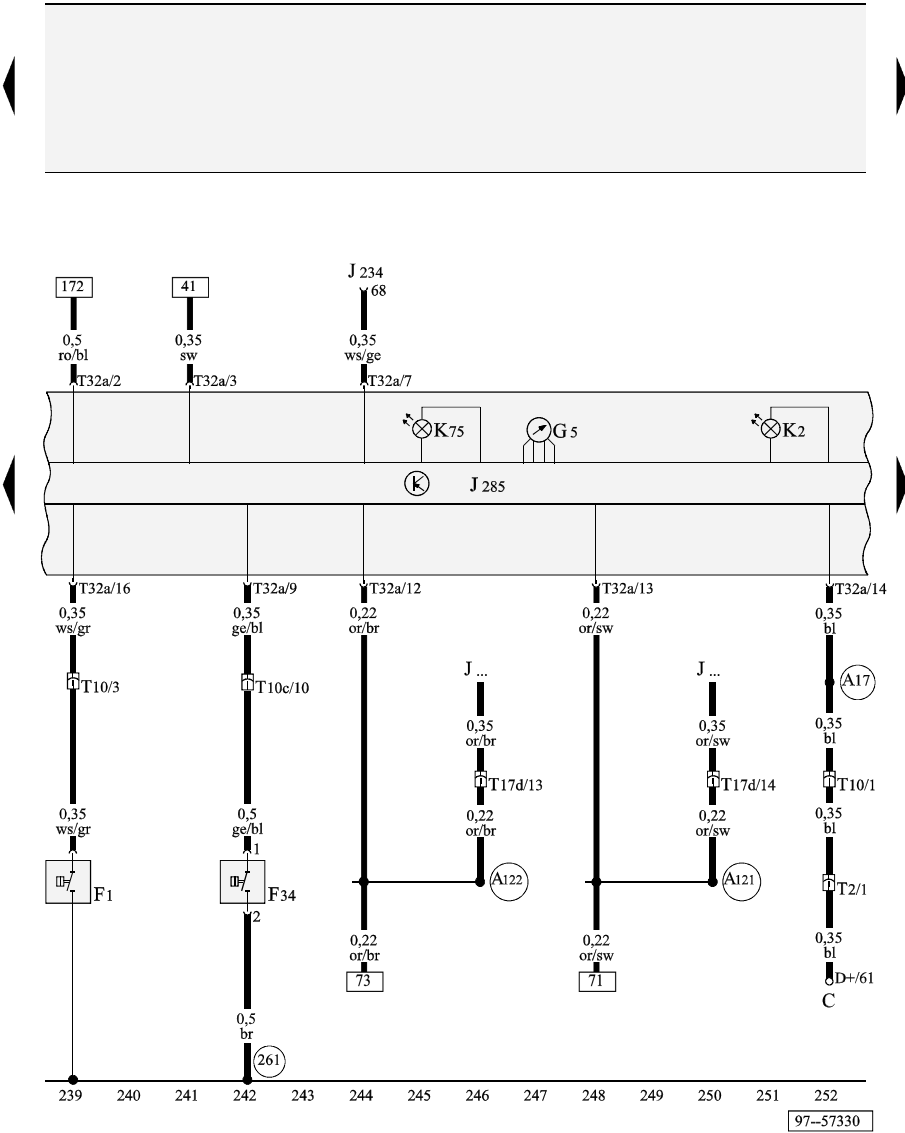 172
41
J 234
68
0,5
ro/bl
0,35
sw
0,35
ws/ge
T32a/2
T32a/3
T32a/7
K75
G5
K2
J 285
T32a/16
T32a/9
T32a/12
T32a/13
T32a/14
0,35
ws/gr
0,35
ge/bl
0,22
or/br
0,22
or/sw
0,35
bl
J ...
J ...
T10/3
T10c/10
A17
0,35
or/br
0,35
or/sw
0,35
bl
T17d/13
T17d/14
T10/1
0,35
ws/gr
0,5
ge/bl
0,22
or/br
0,22
or/sw
0,35
bl
1
F1
F34
A122
A121
T2/1
2
0,22
or/br
0,22
or/sw
0,35
bl
73
71
D+/61
C
0,5
br
261
239 240 241 242 243 244 245 246 247 248 249 250 251 252
97--57330